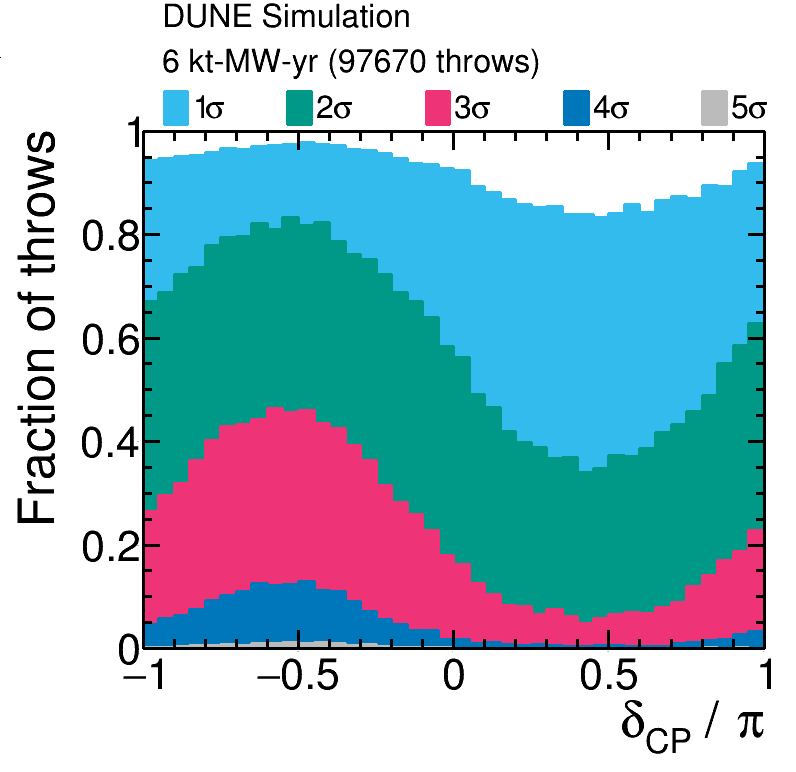 DUNE Simulation
6 kt-MW-yr (97670 throws)
1σ 2σ 3σ 4σ 5σ
Fraction of throws
1
0.8
0.6
0.4
0.2
0
−1 −0.5 0 0.5 1
δCP / π